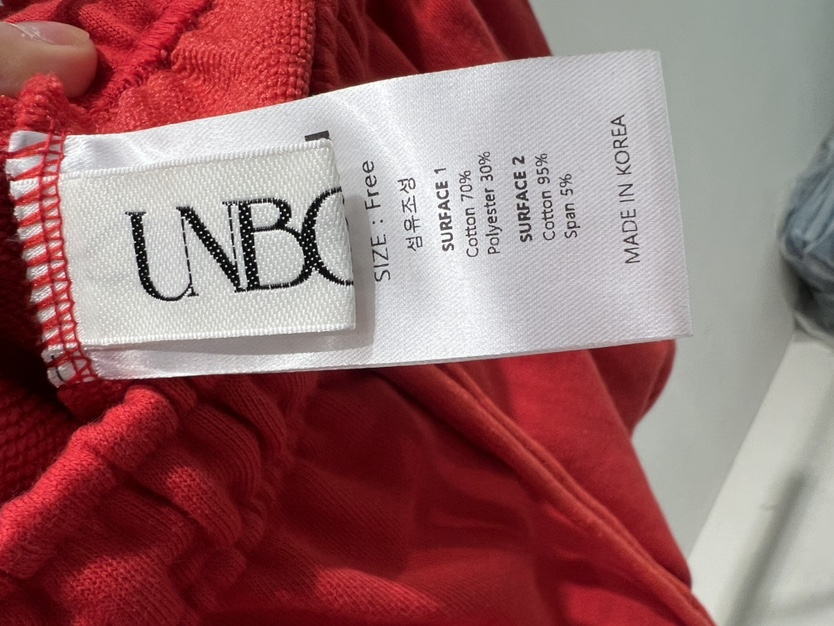 UNBO
SIZE : Free
섬유조성
SURFACE 1
Cotton 70%
Polyester 30%
SURFACE 2
Cotton 95%
Span 5%
MADE IN KOREA